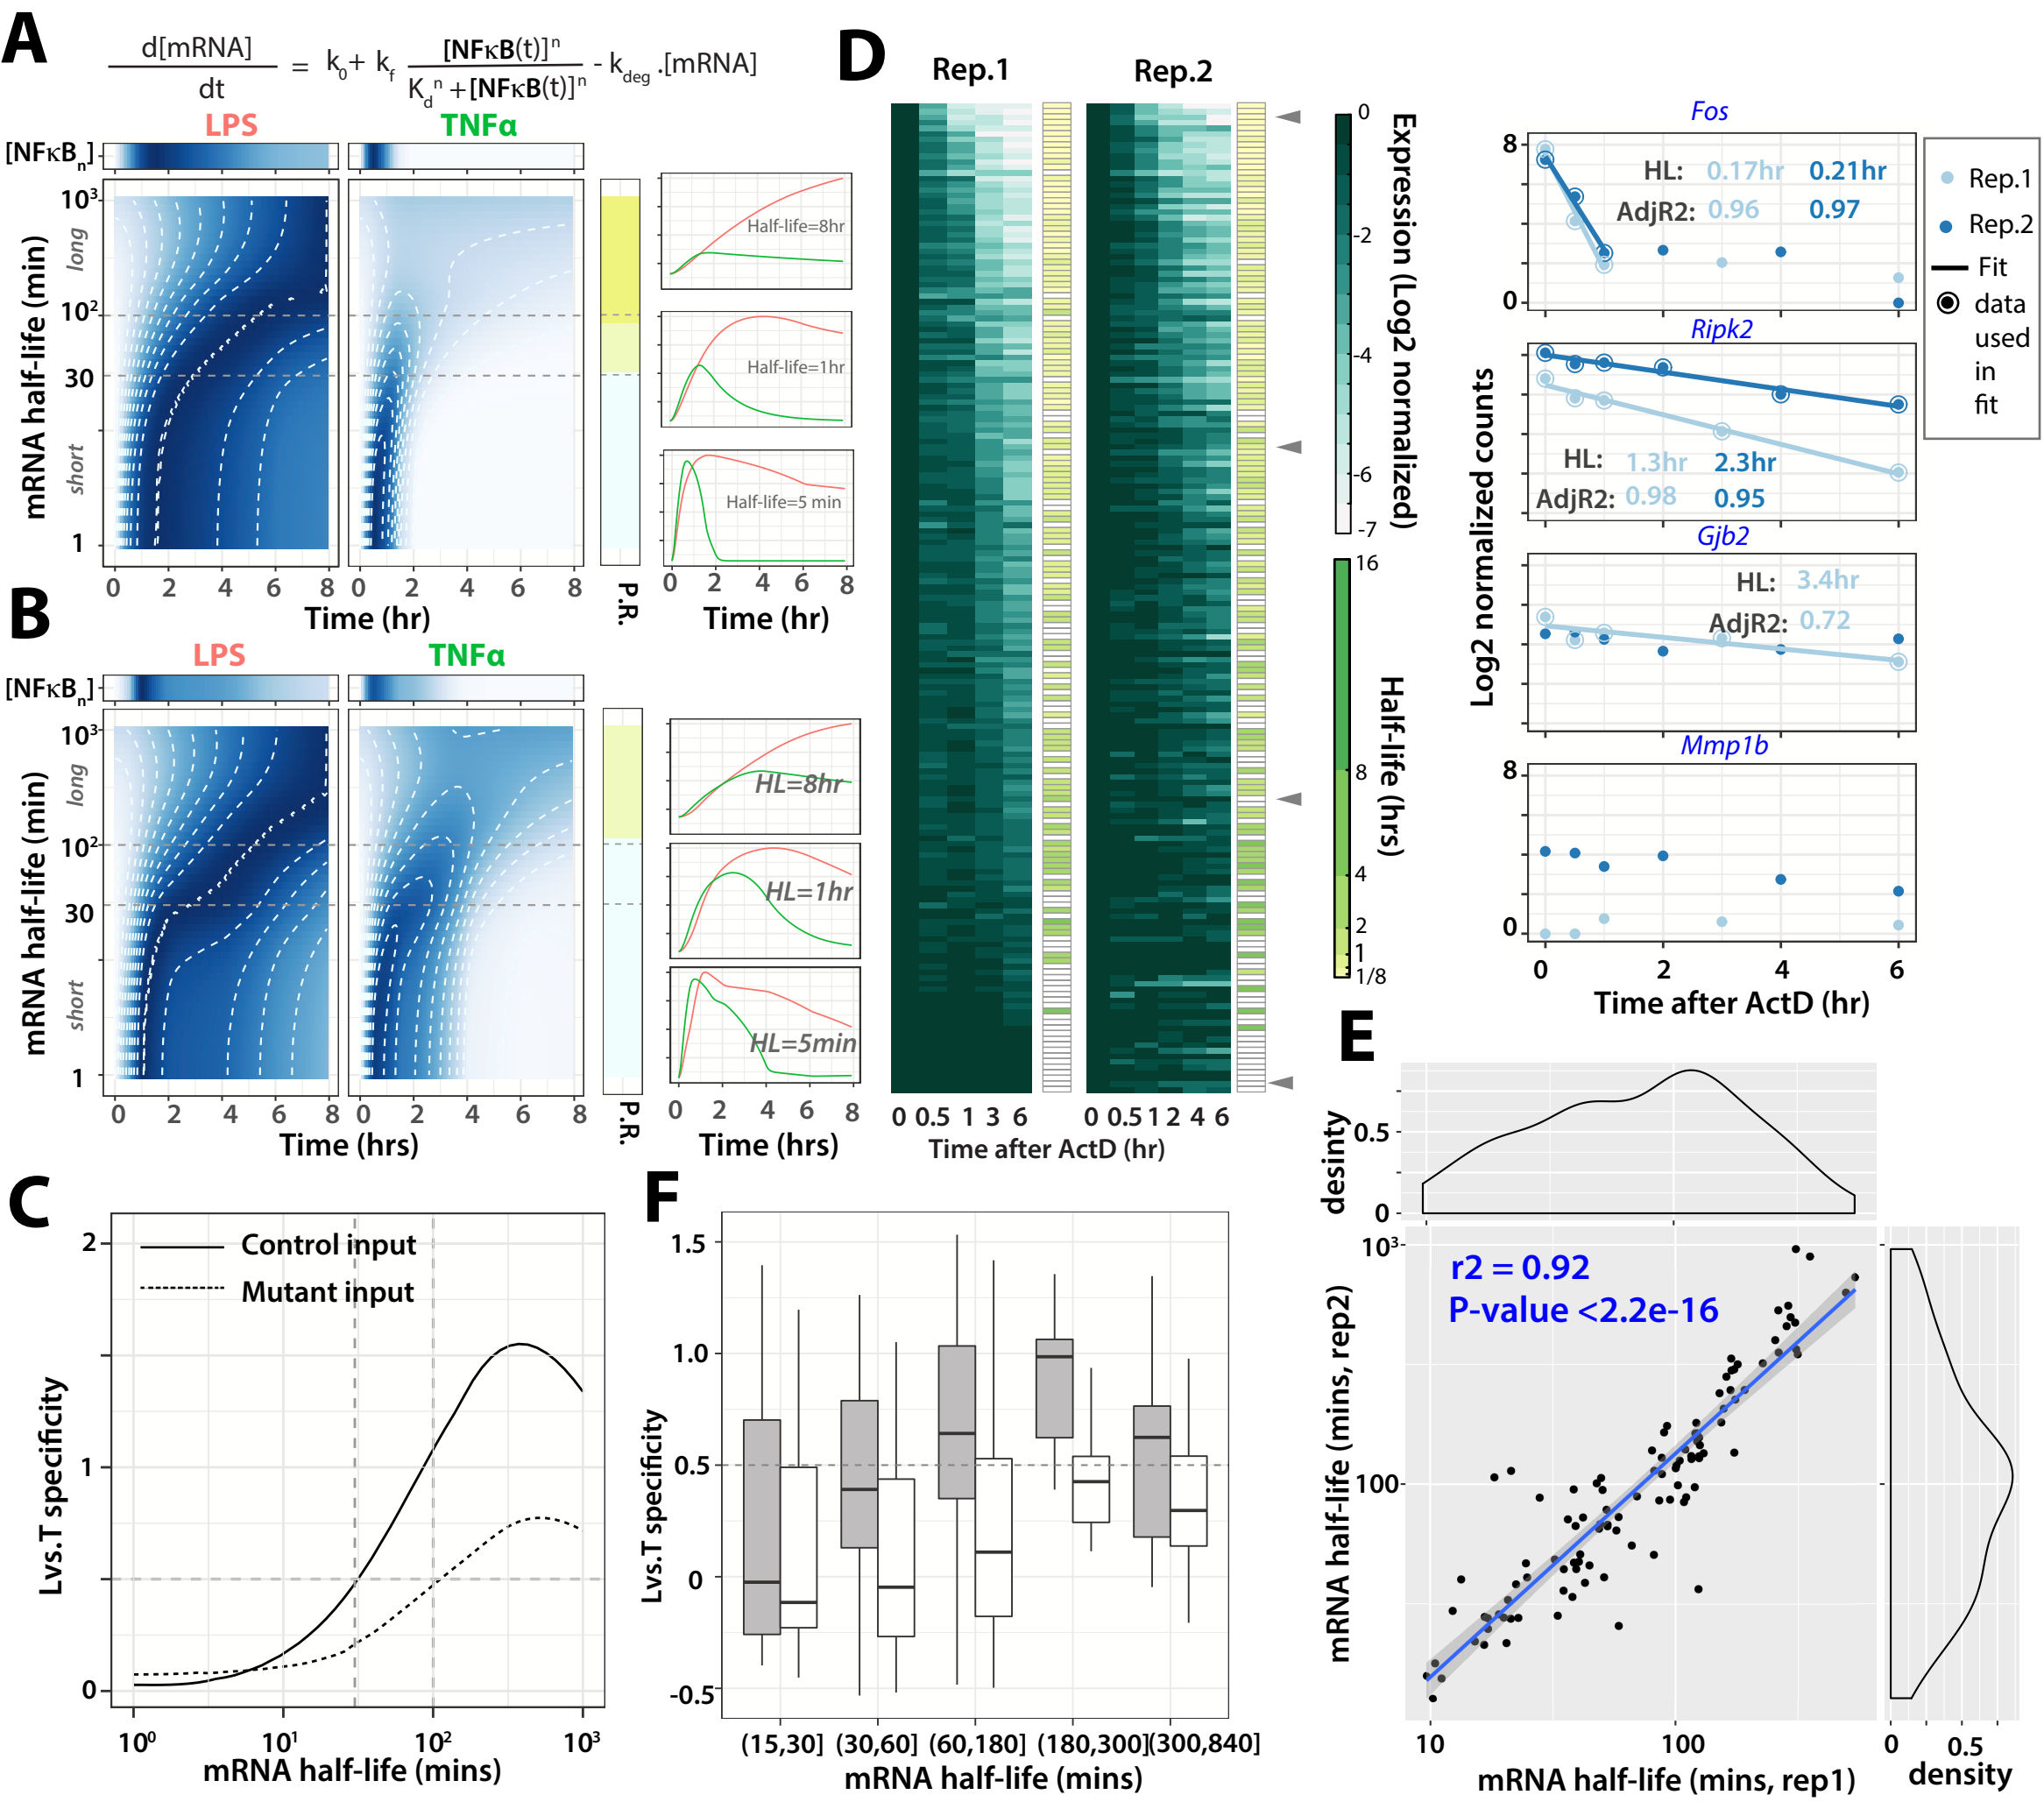 A
d[mRNA]
dt
= k0 + kf
[NFκB(t)]^n
Kd^n + [NFκB(t)]^n
- kdeg .[mRNA]
LPS
TNFα
[NFκBn]
mRNA half-life (min)
long
short
10³
10²
30
1
0 2 4 6 8
0 2 4 6 8
Time (hr)
P.R.
Half-life=8hr
Half-life=1hr
Half-life=5 min
0 2 4 6 8
Time (hr)
B
LPS
TNFα
[NFκBn]
mRNA half-life (min)
long
short
10³
10²
30
1
0 2 4 6 8
0 2 4 6 8
Time (hrs)
P.R.
HL=8hr
HL=1hr
HL=5min
0 2 4 6 8
Time (hrs)
C
Control input
Mutant input
Lvs.T specificity
2
1
0
10⁰ 10¹ 10² 10³
mRNA half-life (mins)
D
Rep.1
Rep.2
0 0.5 1 3 6
0 0.5 1 2 4 6
Time after ActD (hr)
Expression (Log2 normalized)
0
-2
-4
-6
-7
Half-life (hrs)
16
8
4
2
1
1/8
Fos
8
0
HL: 0.17hr 0.21hr
AdjR2: 0.96 0.97
Ripk2
HL: 1.3hr 2.3hr
AdjR2: 0.98 0.95
Gjb2
HL: 3.4hr
AdjR2: 0.72
Mmp1b
8
0
0 2 4 6
Time after ActD (hr)
Log2 normalized counts
Rep.1
Rep.2
Fit
data
used
in
fit
E
desinty
0.5
0
r2 = 0.92
P-value <2.2e-16
mRNA half-life (mins, rep2)
10³
100
10 100
mRNA half-life (mins, rep1)
0 0.5
density
F
Lvs.T specificity
1.5
1.0
0.5
0
-0.5
(15,30] (30,60] (60,180] (180,300] (300,840]
mRNA half-life (mins)